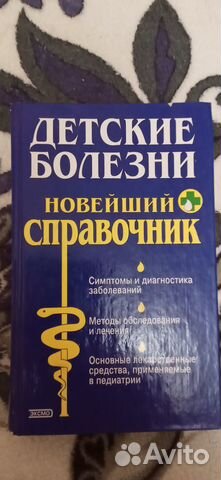 ДЕТСКИЕ
БОЛЕЗНИ
НОВЕЙШИЙ
СПРАВОЧНИК
Симптомы и диагностика
заболеваний
Методы обследования
и лечения
Основные лекарственные
средства, применяемые
в педиатрии
ЭКСМО
Avito